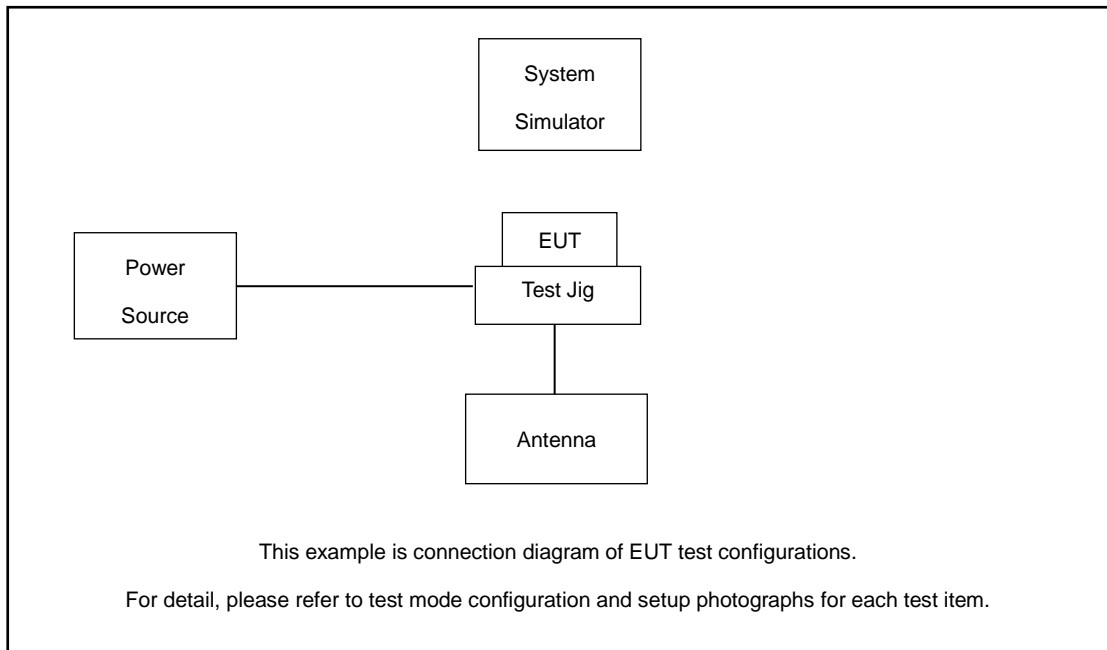 System
Simulator
EUT
Power
Source
Test Jig
Antenna
This example is connection diagram of EUT test configurations.
For detail, please refer to test mode configuration and setup photographs for each test item.